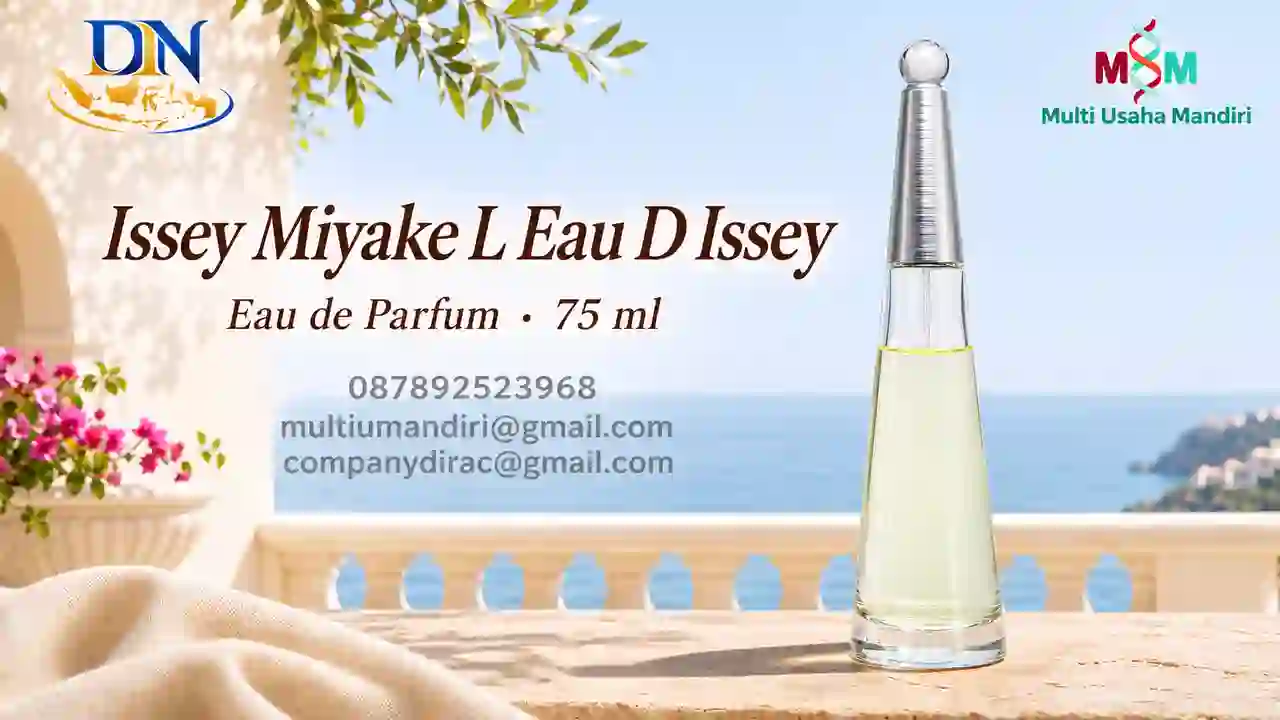 DN
MSM
Multi Usaha Mandiri
Issey Miyake L Eau D Issey
Eau de Parfum · 75 ml
087892523968
multiumandiri@gmail.com
companydirac@gmail.com